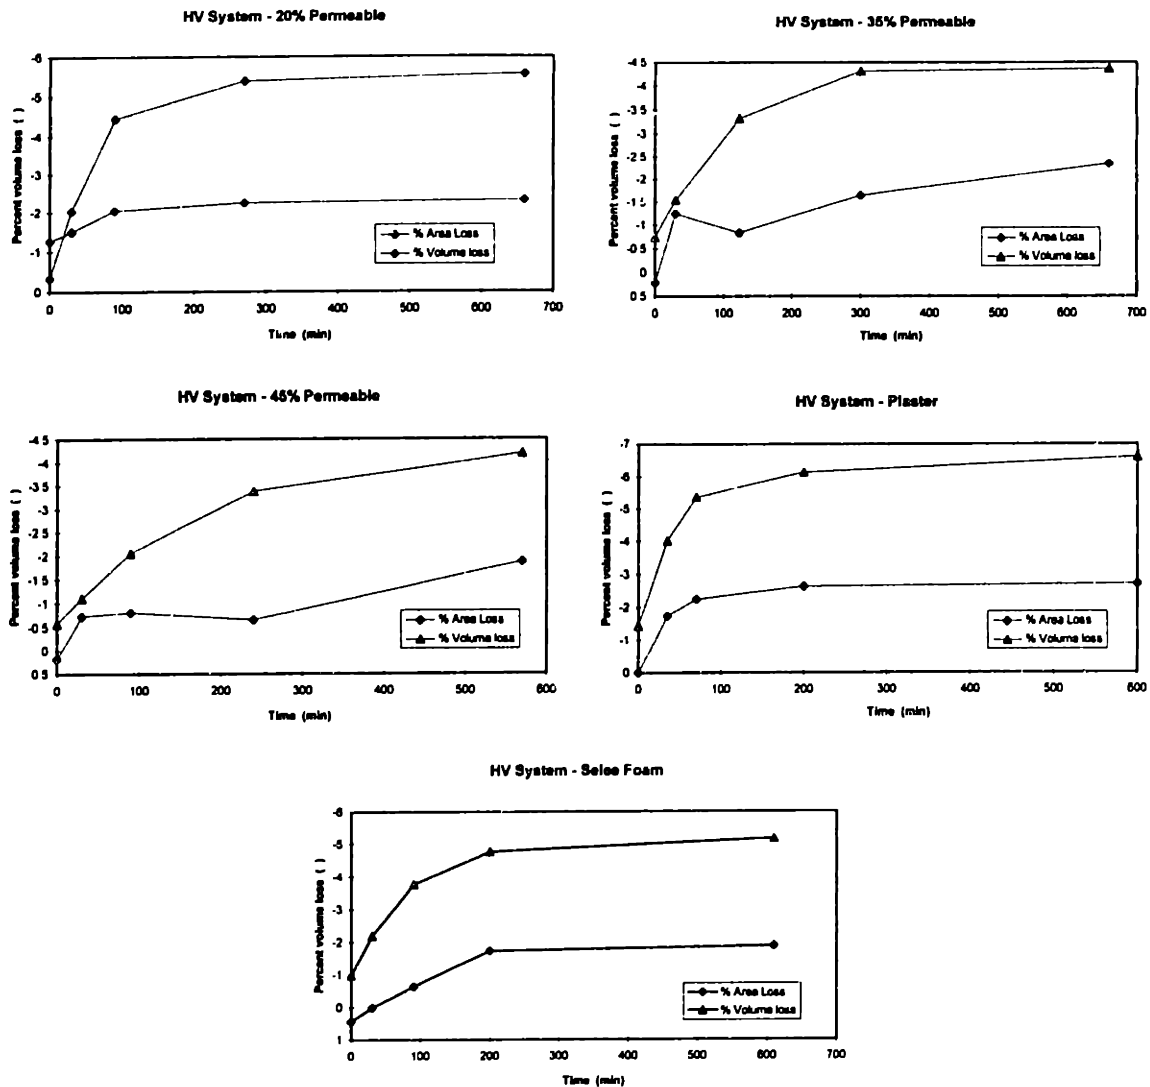 HV System - 20% Permeable
Percent volume loss ( )
-6
-5
-4
-3
-2
-1
0
0 100 200 300 400 500 600 700
Time (min)
% Area Loss
% Volume loss
HV System - 35% Permeable
Percent volume loss ( )
-4.5
-4
-3.5
-3
-2.5
-2
-1.5
-1
-0.5
0
0.5
0 100 200 300 400 500 600 700
Time (min)
% Area Loss
% Volume loss
HV System - 45% Permeable
Percent volume loss ( )
-4.5
-4
-3.5
-3
-2.5
-2
-1.5
-1
-0.5
0
0.5
0 100 200 300 400 500 600
Time (min)
% Area Loss
% Volume loss
HV System - Plaster
Percent volume loss ( )
-7
-6
-5
-4
-3
-2
-1
0
0 100 200 300 400 500 600
Time (min)
% Area Loss
% Volume loss
HV System - Selee Foam
Percent volume loss ( )
-6
-5
-4
-3
-2
-1
0
1
0 100 200 300 400 500 600 700
Time (min)
% Area Loss
% Volume loss